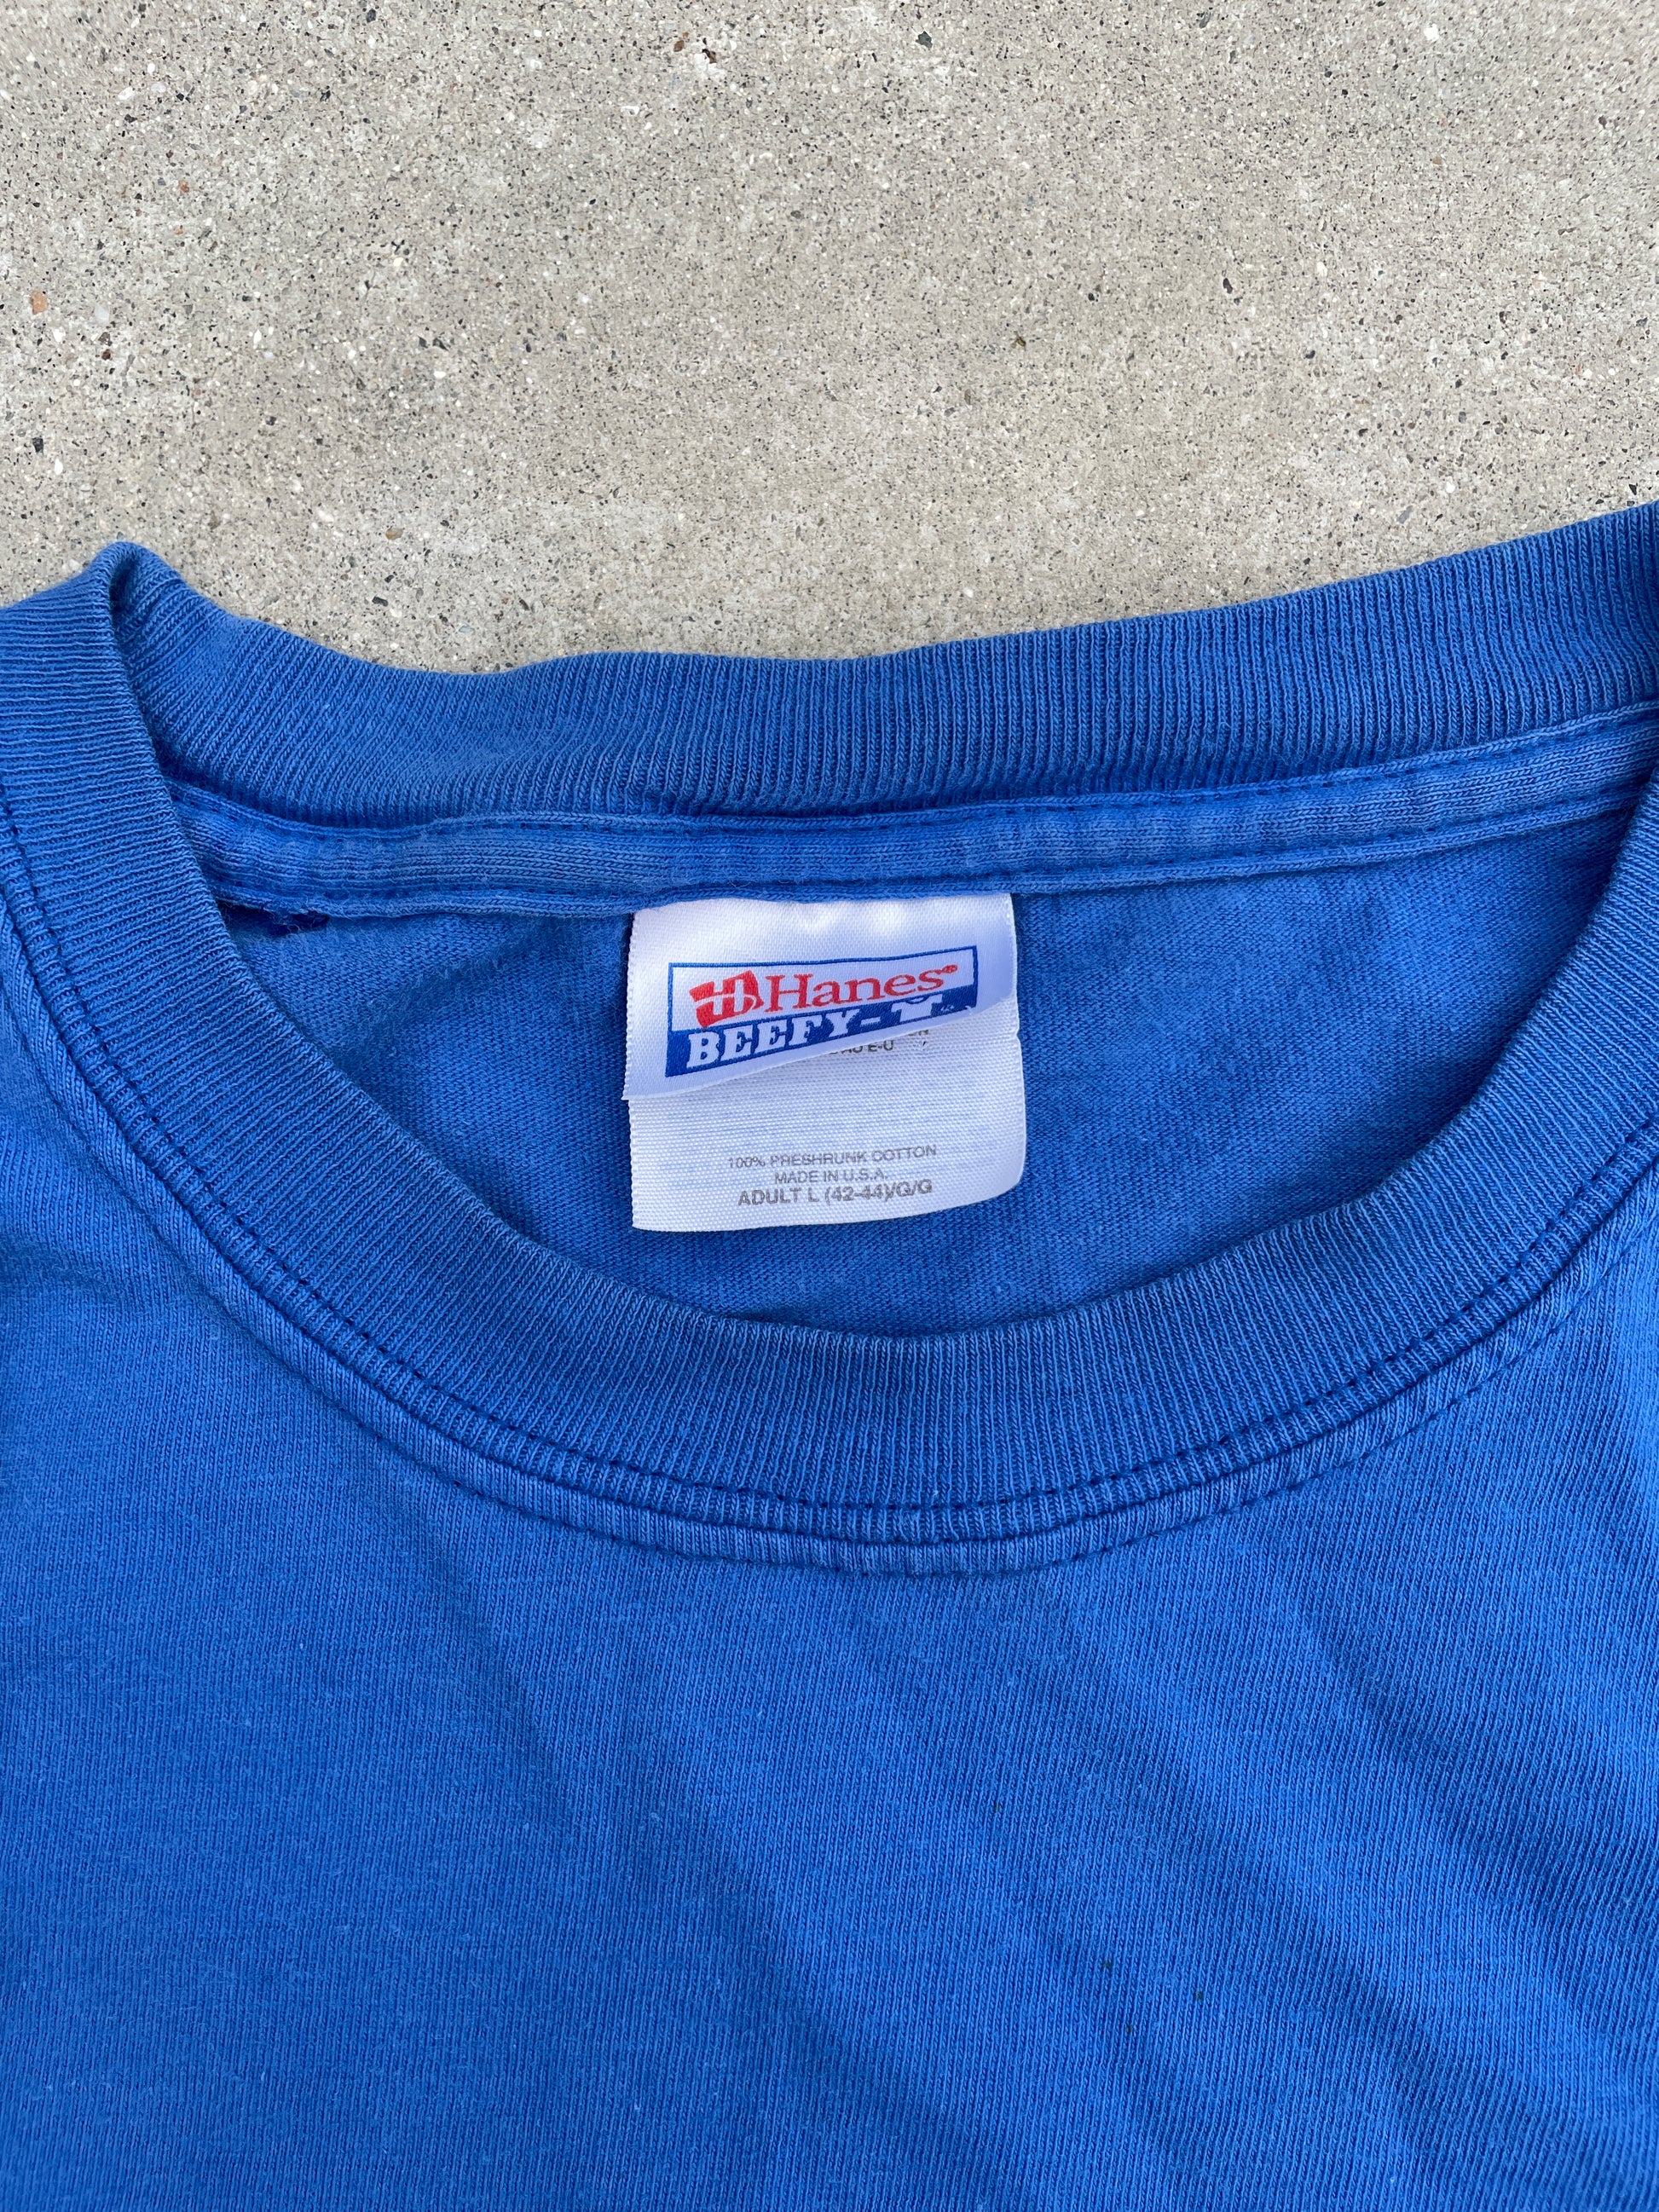 Hanes
BEEFY-T
E-U
100% PRESHRUNK COTTON
MADE IN U.S.A.
ADULT L (42-44)/G/G